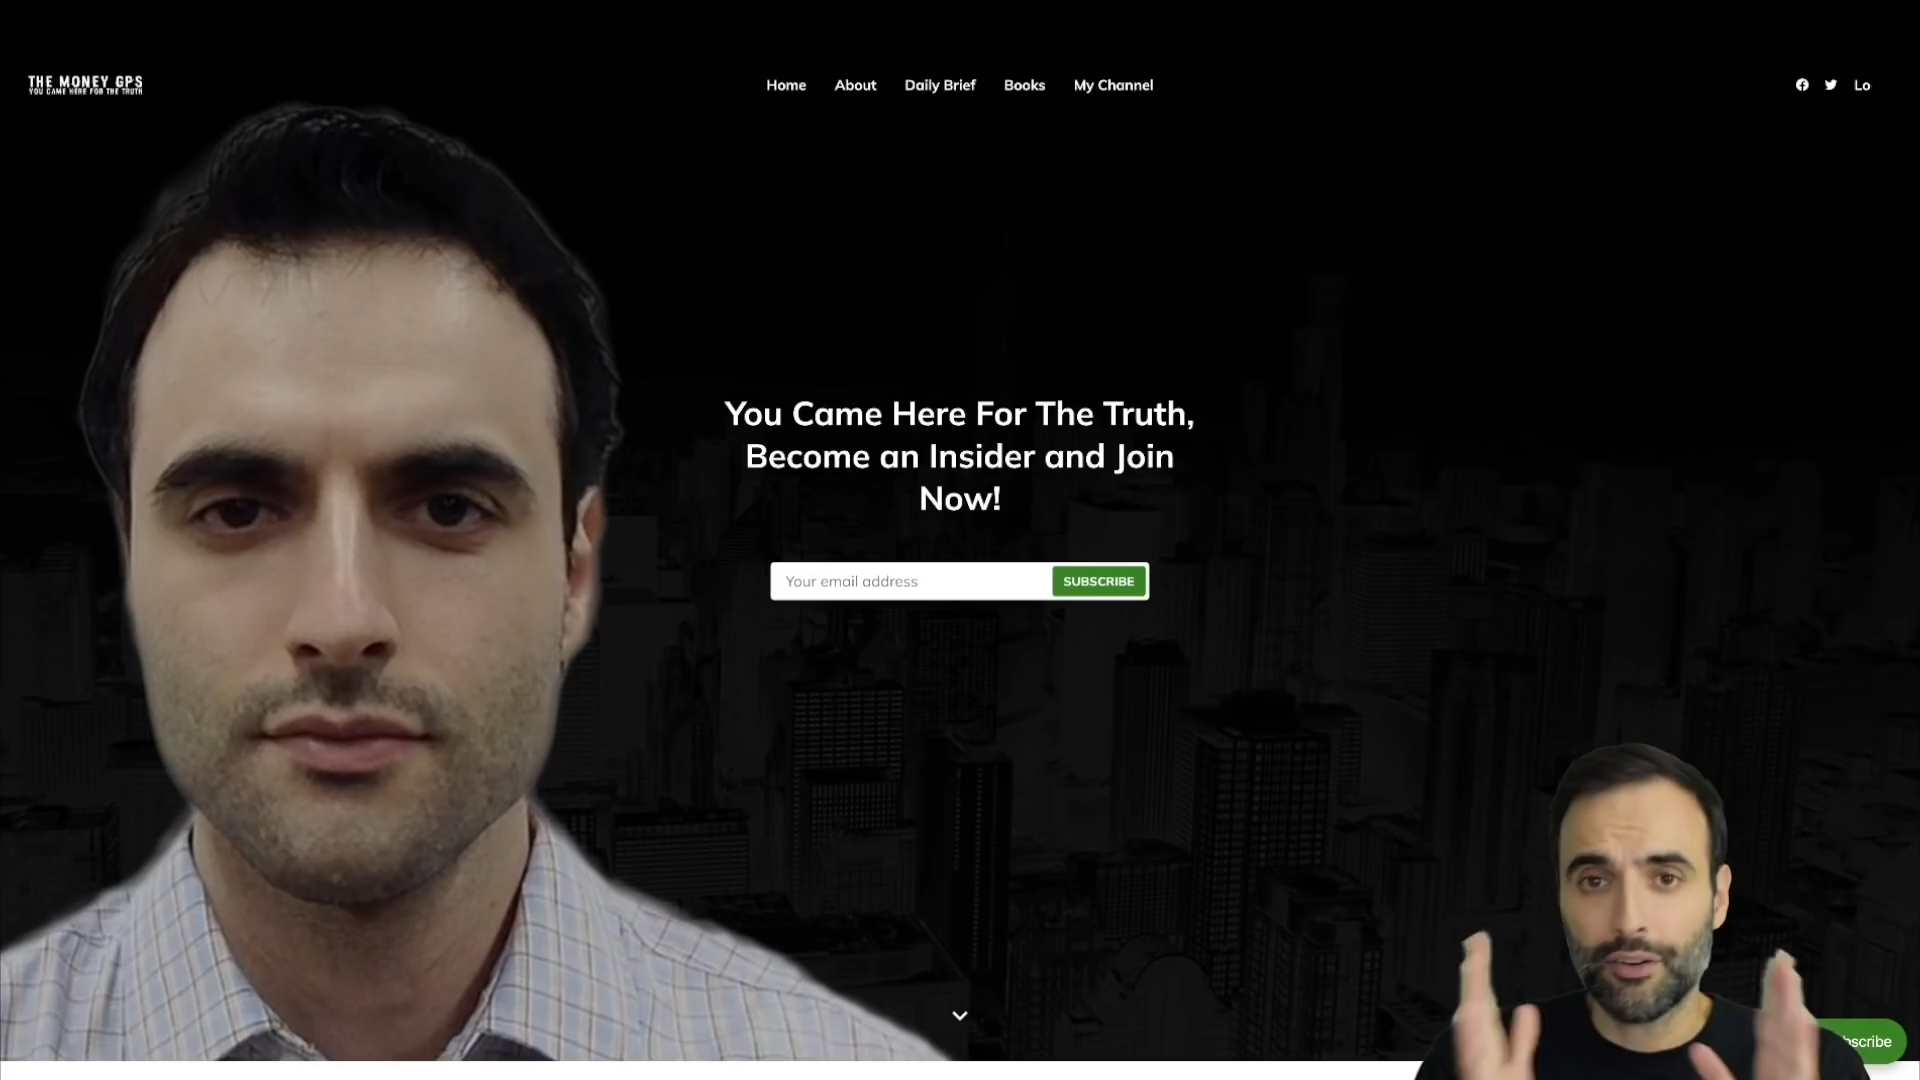 THE MONEY GPS
YOU CAME HERE FOR THE TRUTH
Home About Daily Brief Books My Channel
Lo
You Came Here For The Truth,
Become an Insider and Join
Now!
Your email address
SUBSCRIBE
bscribe